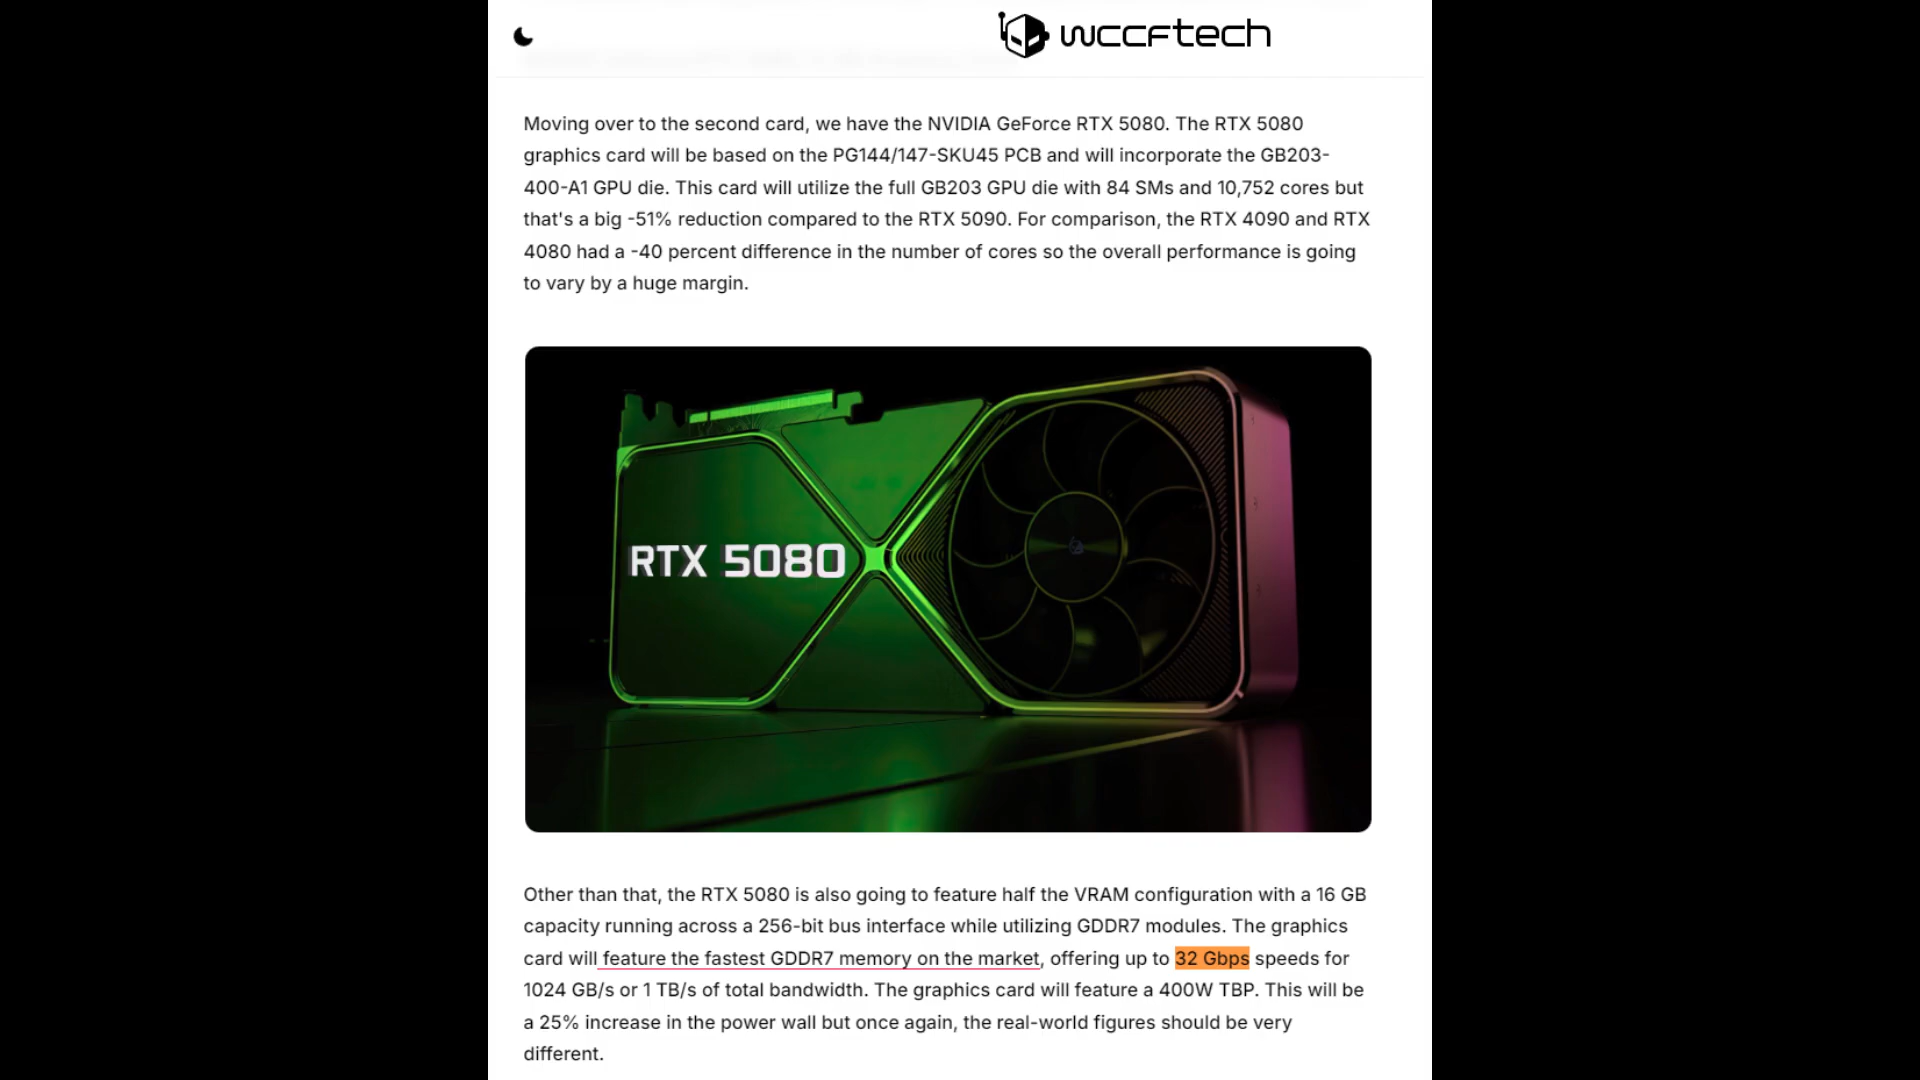 wccftech
Moving over to the second card, we have the NVIDIA GeForce RTX 5080. The RTX 5080
graphics card will be based on the PG144/147-SKU45 PCB and will incorporate the GB203-
400-A1 GPU die. This card will utilize the full GB203 GPU die with 84 SMs and 10,752 cores but
that's a big -51% reduction compared to the RTX 5090. For comparison, the RTX 4090 and RTX
4080 had a -40 percent difference in the number of cores so the overall performance is going
to vary by a huge margin.
RTX 5080
Other than that, the RTX 5080 is also going to feature half the VRAM configuration with a 16 GB
capacity running across a 256-bit bus interface while utilizing GDDR7 modules. The graphics
card will feature the fastest GDDR7 memory on the market, offering up to 32 Gbps speeds for
1024 GB/s or 1 TB/s of total bandwidth. The graphics card will feature a 400W TBP. This will be
a 25% increase in the power wall but once again, the real-world figures should be very
different.